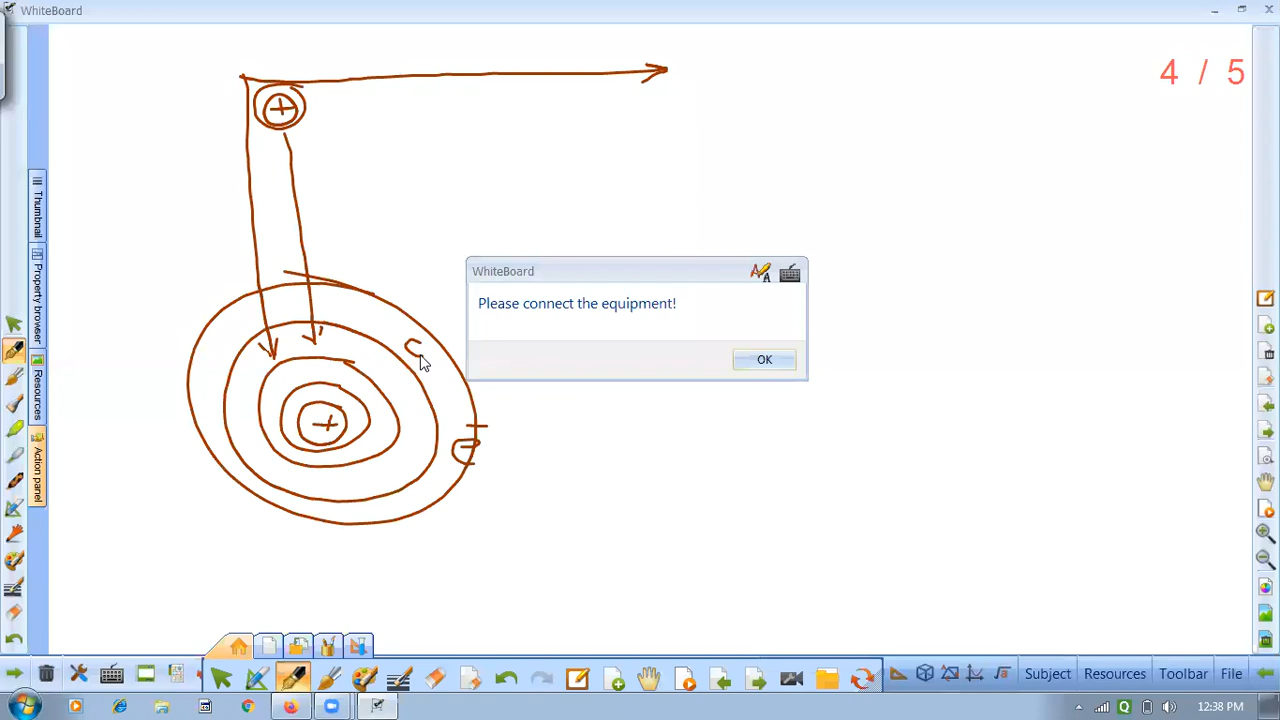 WhiteBoard
4 / 5
Thumbnail
Property browser
Resources
Action panel
WhiteBoard
Please connect the equipment!
OK
Subject
Resources
Toolbar
File
12:38 PM